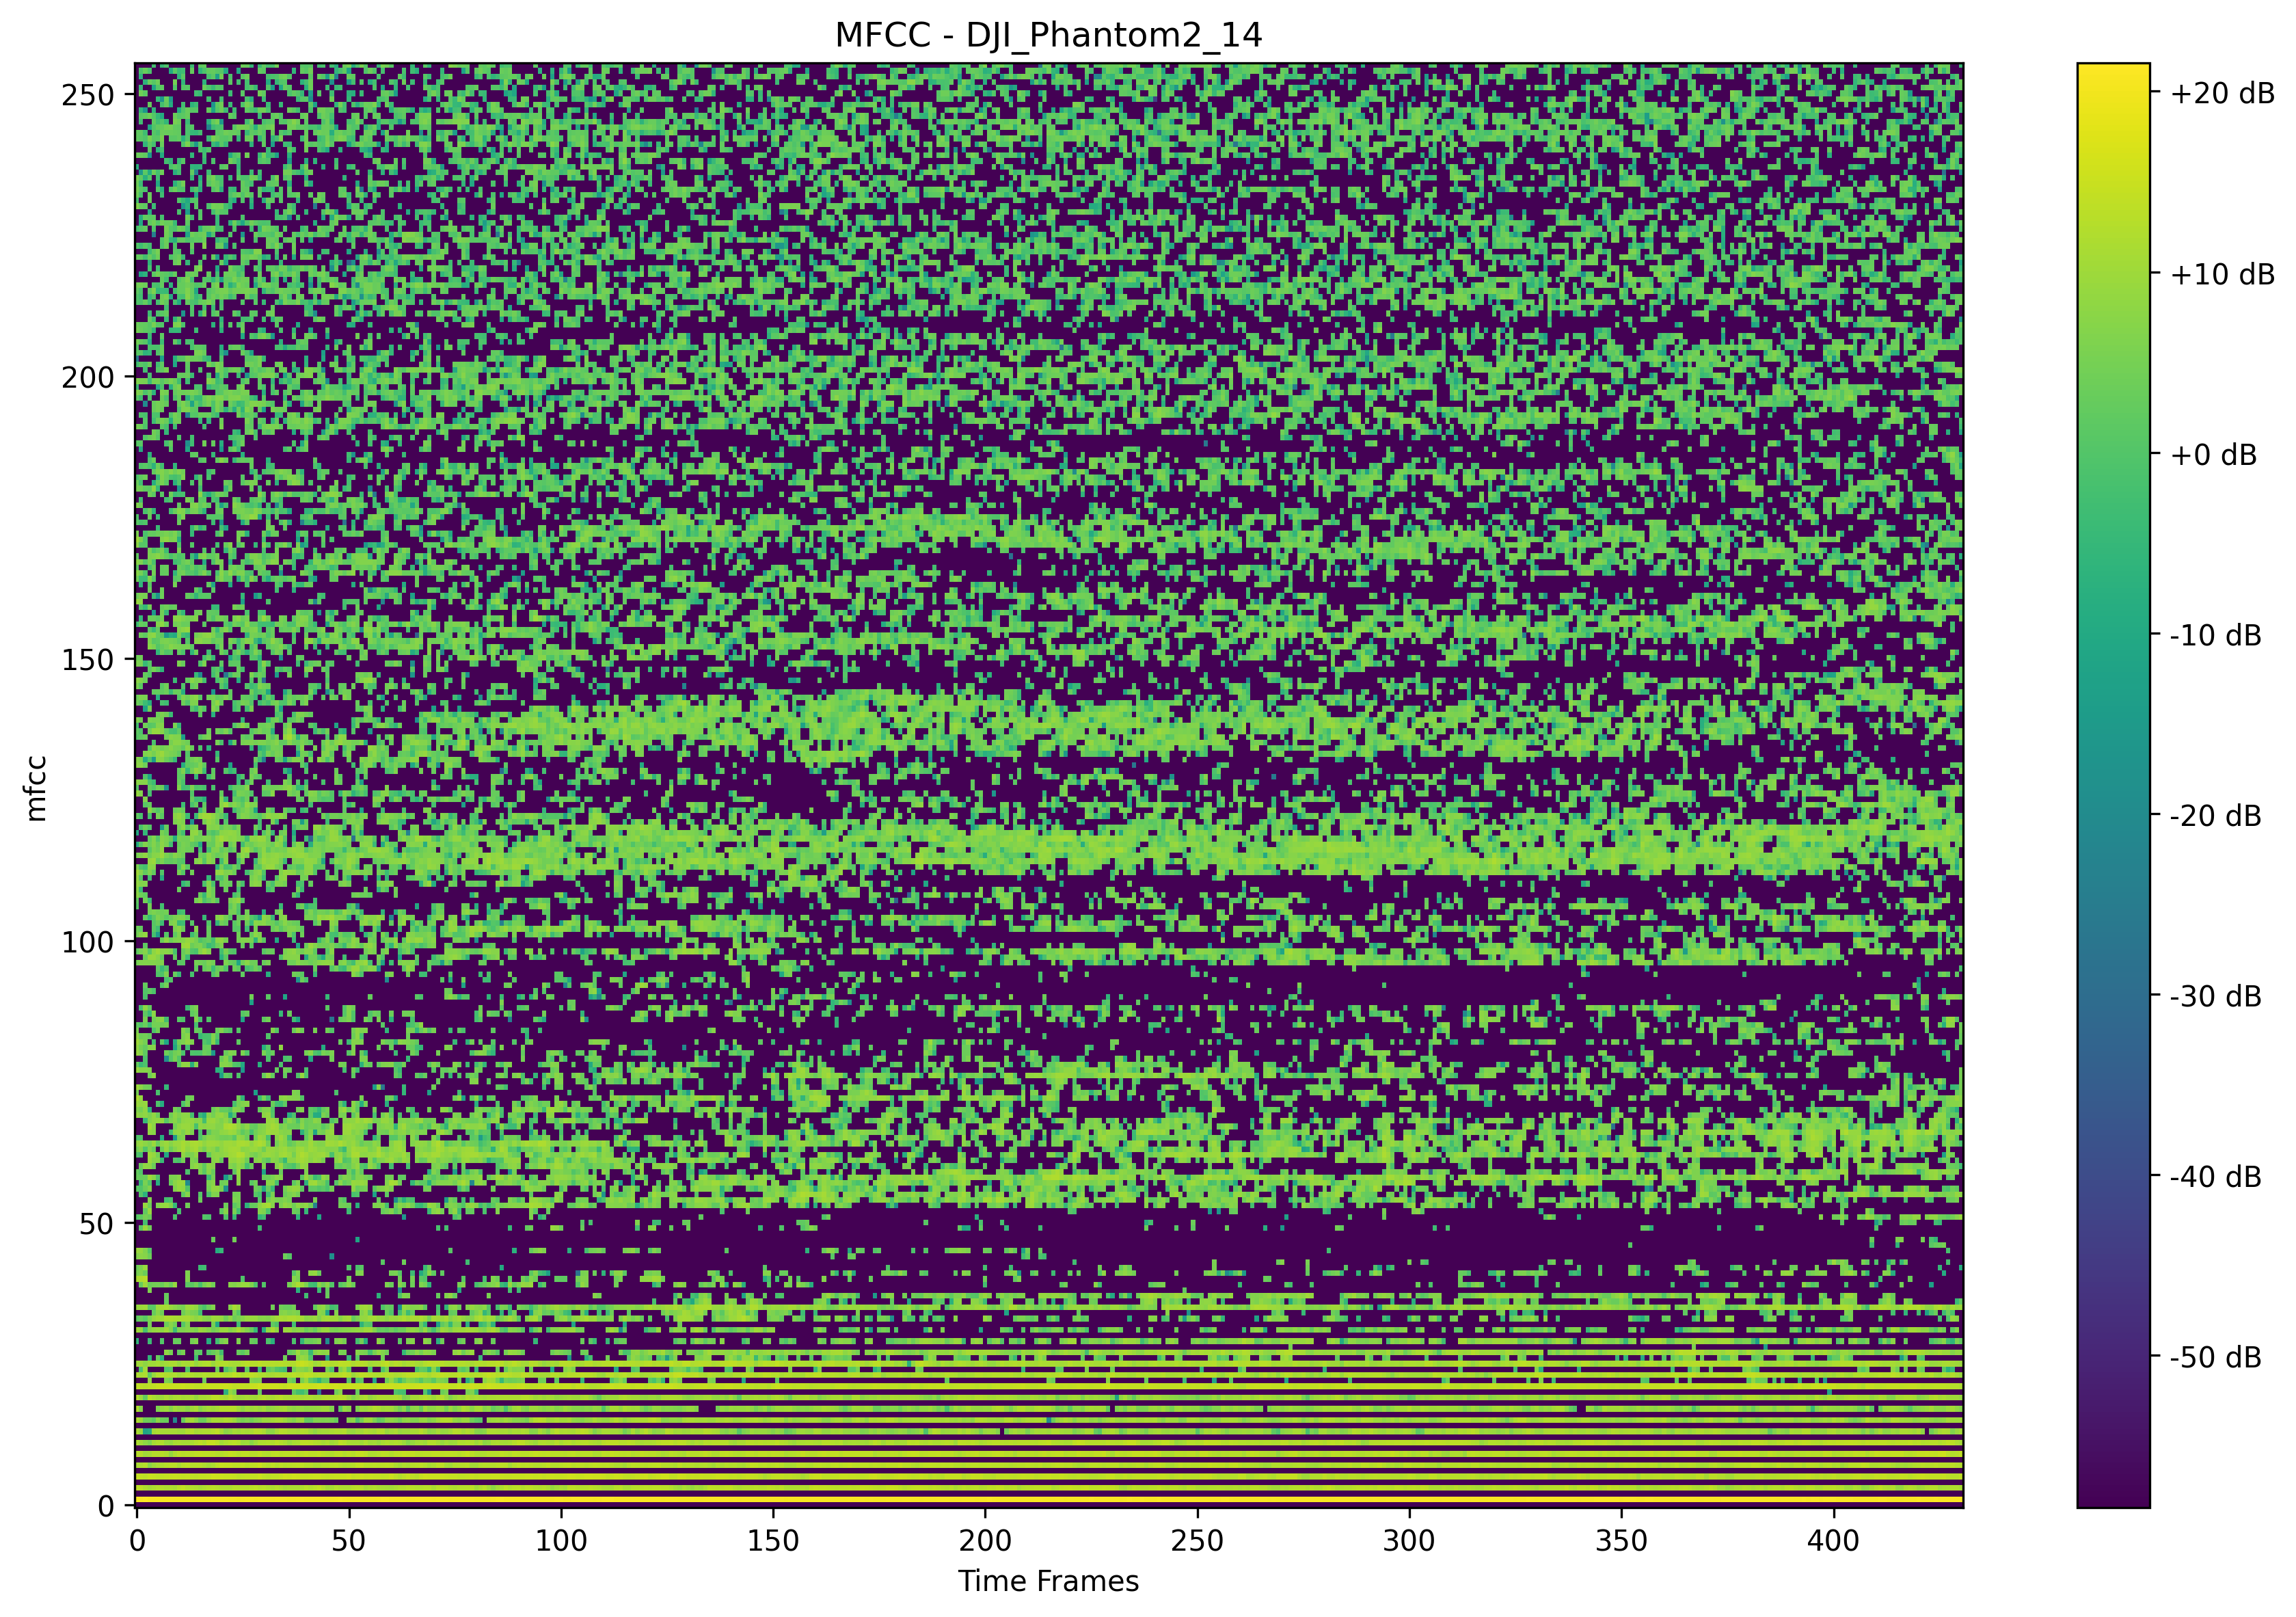 MFCC - DJI_Phantom2_14
mfcc
250
200
150
100
50
0
0 50 100 150 200 250 300 350 400
Time Frames
+20 dB
+10 dB
+0 dB
-10 dB
-20 dB
-30 dB
-40 dB
-50 dB